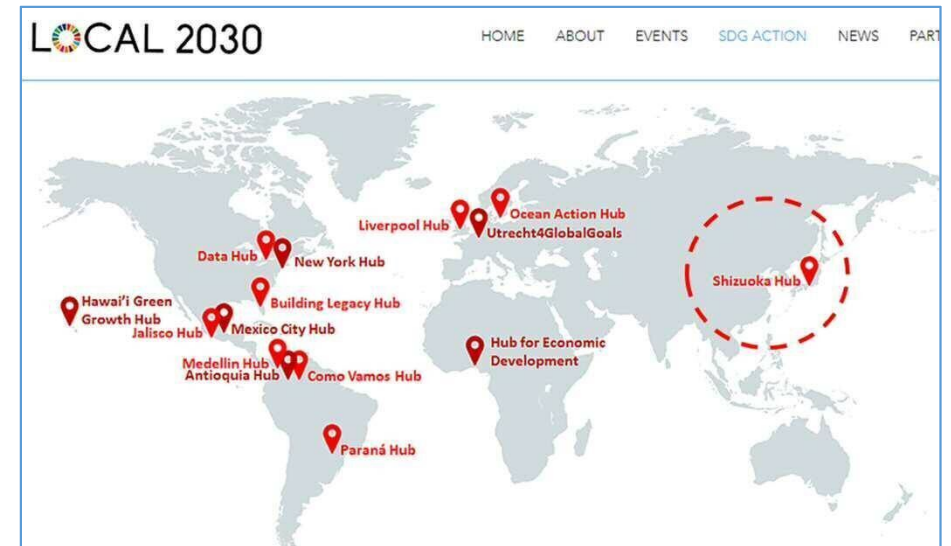 LOCAL 2030
HOME ABOUT EVENTS SDG ACTION NEWS PART
Liverpool Hub
Ocean Action Hub
Utrecht4GlobalGoals
Data Hub
New York Hub
Shizuoka Hub
Hawai'i Green
Growth Hub
Building Legacy Hub
Jalisco Hub
Mexico City Hub
Hub for Economic
Development
Medellin Hub
Antioquia Hub
Como Vamos Hub
Paraná Hub